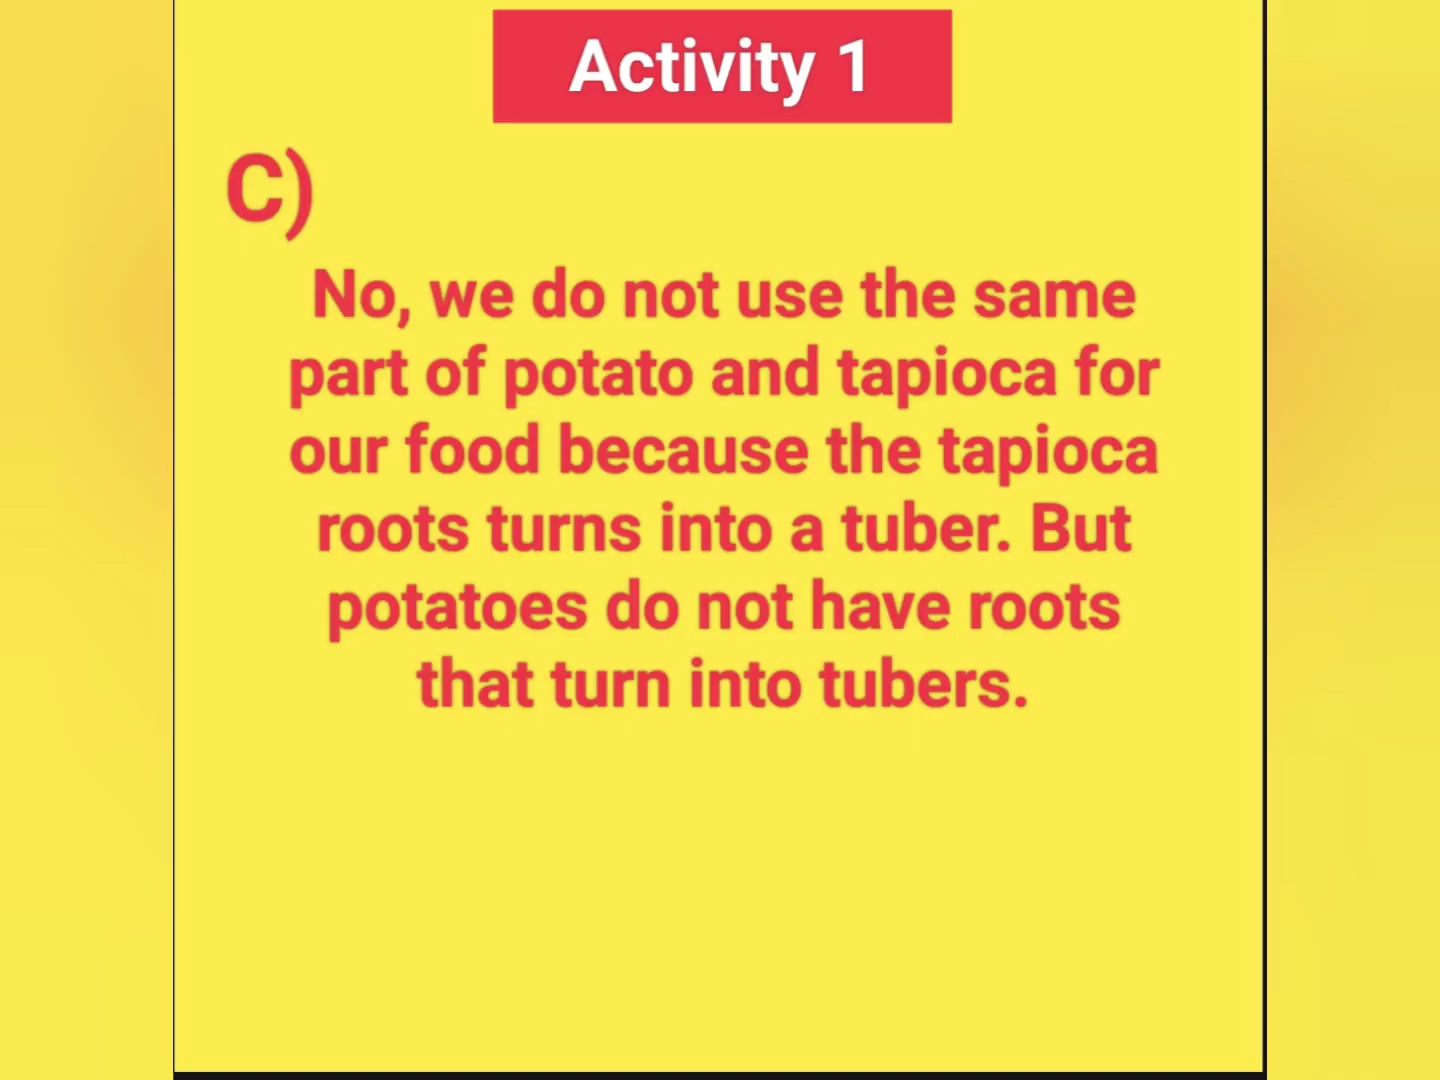 Activity 1
C)
No, we do not use the same
part of potato and tapioca for
our food because the tapioca
roots turns into a tuber. But
potatoes do not have roots
that turn into tubers.